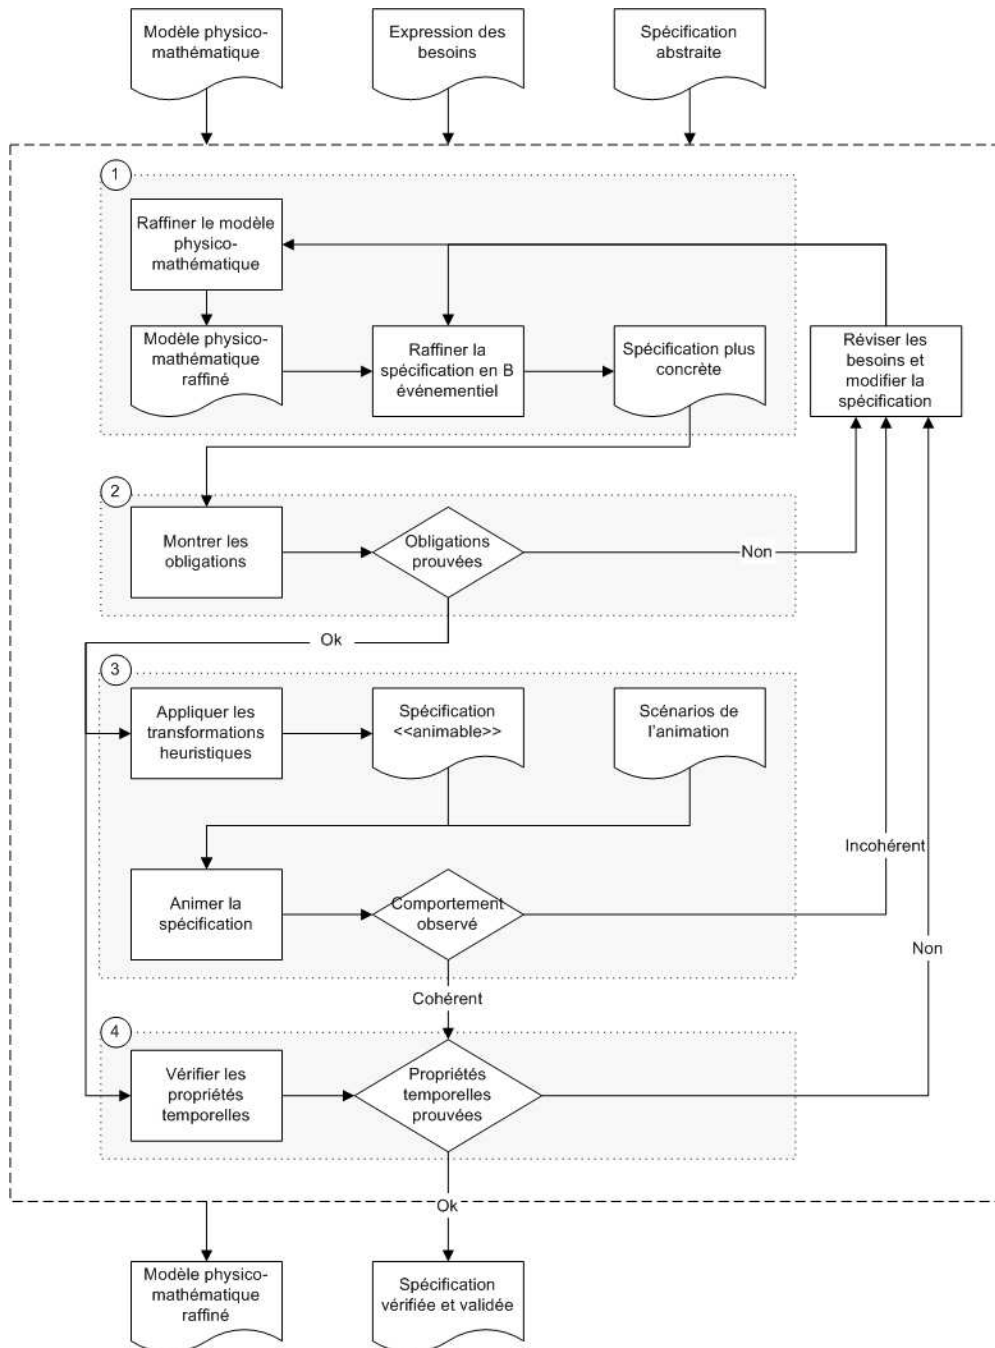 Modèle physico-
mathématique
Expression des
besoins
Spécification
abstraite
1
Raffiner le modèle
physico-
mathématique
Modèle physico-
mathématique
raffiné
Raffiner la
spécification en B
événementiel
Spécification plus
concrète
Réviser les
besoins et
modifier la
spécification
2
Montrer les
obligations
Obligations
prouvées
Non
Ok
3
Appliquer les
transformations
heuristiques
Spécification
<<animable>>
Scénarios de
l'animation
Incohérent
Animer la
spécification
Comportement
observé
Non
Cohérent
4
Vérifier les
propriétés
temporelles
Propriétés
temporelles
prouvées
Ok
Modèle physico-
mathématique
raffiné
Spécification
vérifiée et validée